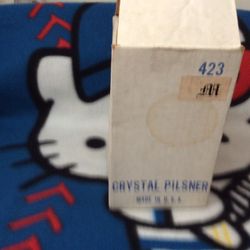 423
M
CRYSTAL PILSNER
MADE IN U.S.A